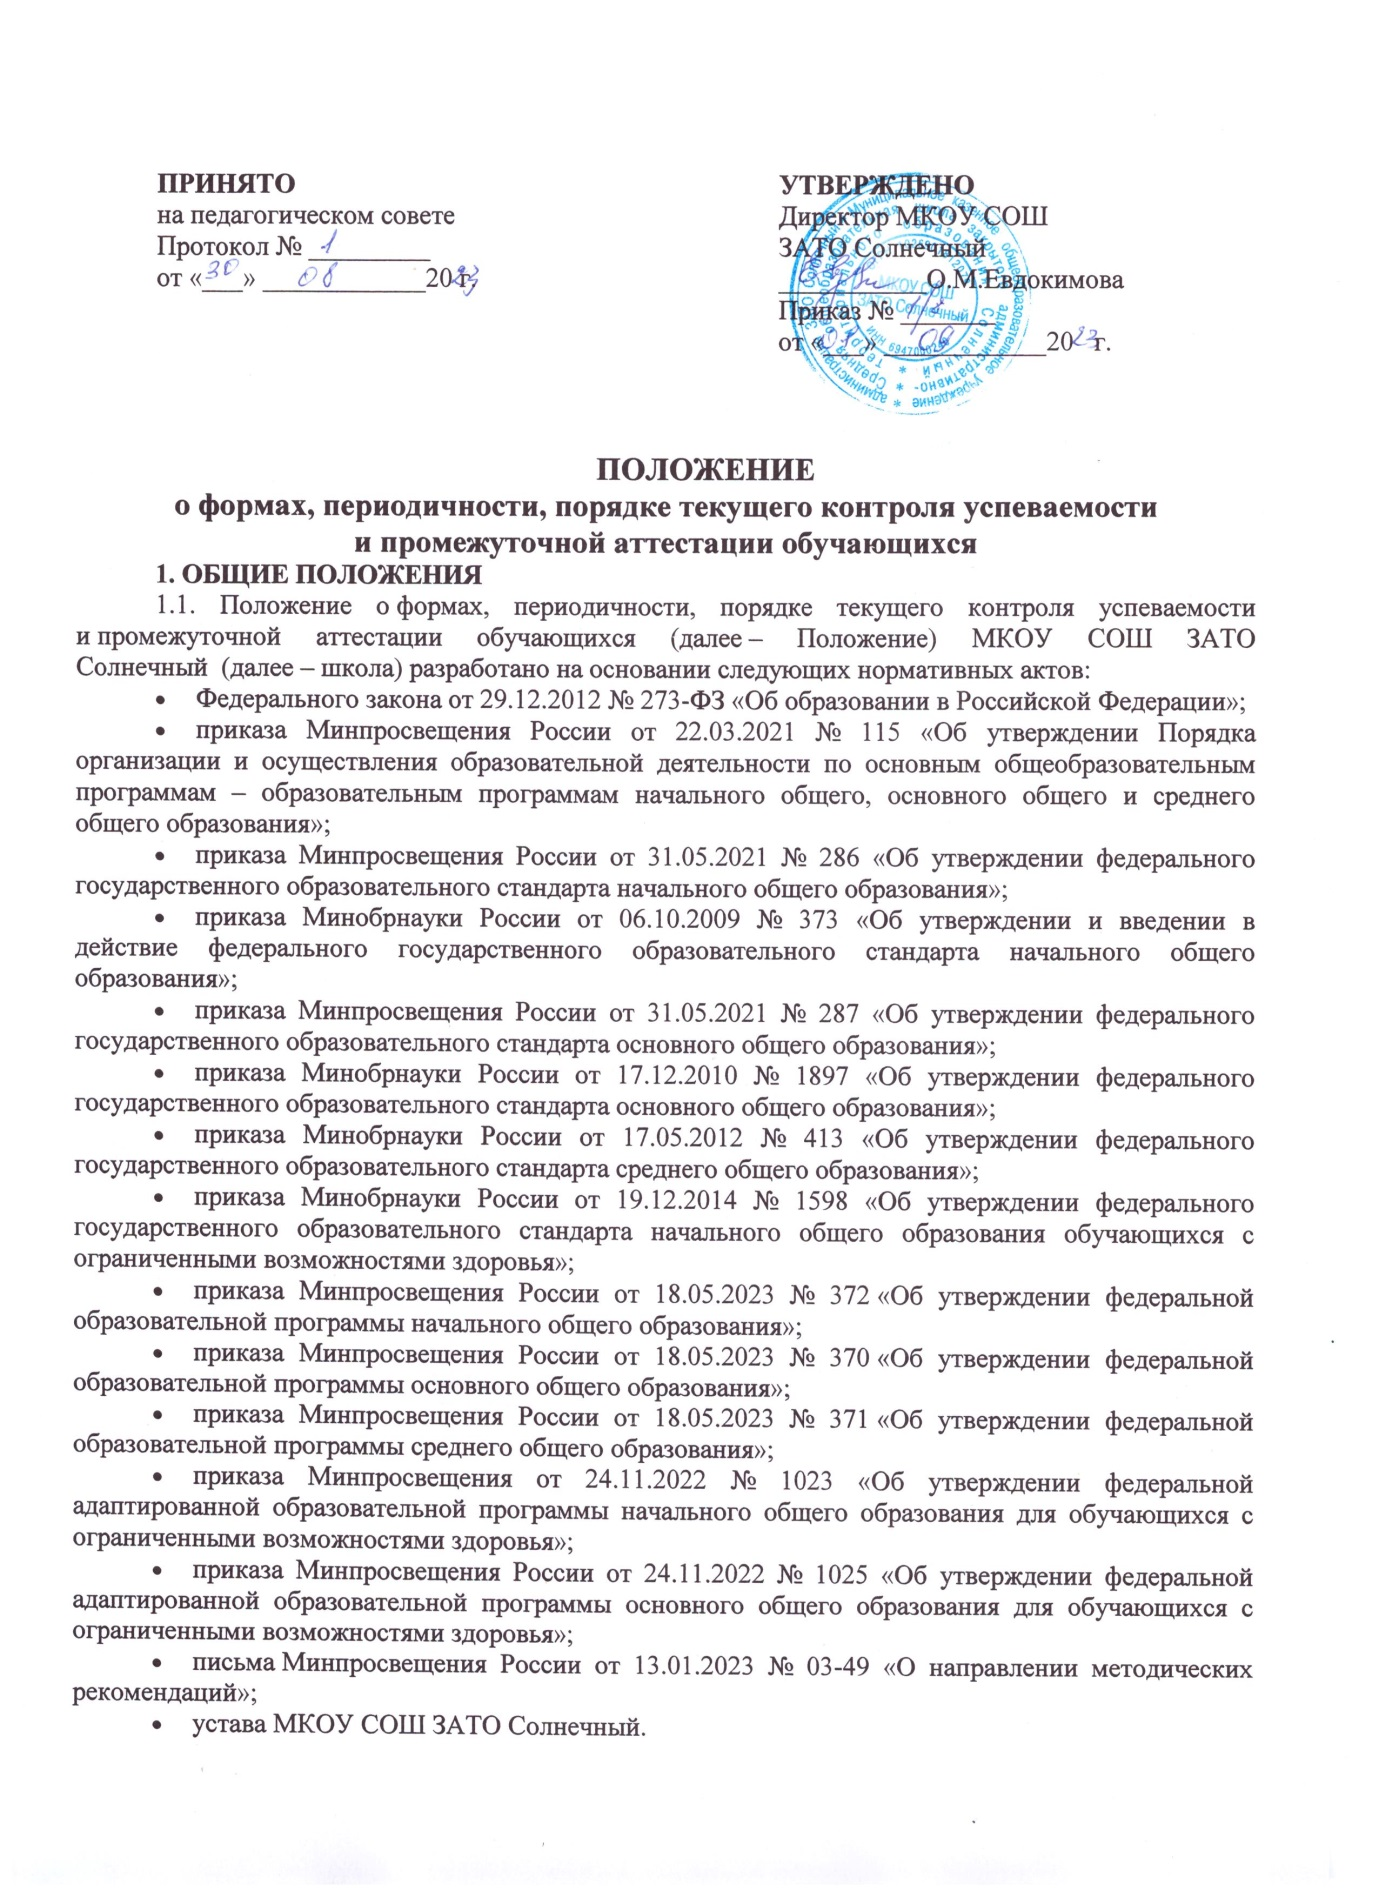 ПРИНЯТО
на педагогическом совете
Протокол № 1
от «30» 08 2023 г.
УТВЕРЖДЕНО
Директор МКОУ СОШ
ЗАТО Солнечный
О.М.Евдокимова
Приказ №
от « » 2023 г.
МКОУ СОШ
ЗАТО Солнечный
ПОЛОЖЕНИЕ
о формах, периодичности, порядке текущего контроля успеваемости
и промежуточной аттестации обучающихся
1. ОБЩИЕ ПОЛОЖЕНИЯ
1.1. Положение о формах, периодичности, порядке текущего контроля успеваемости
и промежуточной аттестации обучающихся (далее – Положение) МКОУ СОШ ЗАТО
Солнечный (далее – школа) разработано на основании следующих нормативных актов:
• Федерального закона от 29.12.2012 № 273-ФЗ «Об образовании в Российской Федерации»;
• приказа Минпросвещения России от 22.03.2021 № 115 «Об утверждении Порядка
организации и осуществления образовательной деятельности по основным общеобразовательным
программам – образовательным программам начального общего, основного общего и среднего
общего образования»;
• приказа Минпросвещения России от 31.05.2021 № 286 «Об утверждении федерального
государственного образовательного стандарта начального общего образования»;
• приказа Минобрнауки России от 06.10.2009 № 373 «Об утверждении и введении в
действие федерального государственного образовательного стандарта начального общего
образования»;
• приказа Минпросвещения России от 31.05.2021 № 287 «Об утверждении федерального
государственного образовательного стандарта основного общего образования»;
• приказа Минобрнауки России от 17.12.2010 № 1897 «Об утверждении федерального
государственного образовательного стандарта основного общего образования»;
• приказа Минобрнауки России от 17.05.2012 № 413 «Об утверждении федерального
государственного образовательного стандарта среднего общего образования»;
• приказа Минобрнауки России от 19.12.2014 № 1598 «Об утверждении федерального
государственного образовательного стандарта начального общего образования обучающихся с
ограниченными возможностями здоровья»;
• приказа Минпросвещения России от 18.05.2023 № 372 «Об утверждении федеральной
образовательной программы начального общего образования»;
• приказа Минпросвещения России от 18.05.2023 № 370 «Об утверждении федеральной
образовательной программы основного общего образования»;
• приказа Минпросвещения России от 18.05.2023 № 371 «Об утверждении федеральной
образовательной программы среднего общего образования»;
• приказа Минпросвещения от 24.11.2022 № 1023 «Об утверждении федеральной
адаптированной образовательной программы начального общего образования для обучающихся с
ограниченными возможностями здоровья»;
• приказа Минпросвещения России от 24.11.2022 № 1025 «Об утверждении федеральной
адаптированной образовательной программы основного общего образования для обучающихся с
ограниченными возможностями здоровья»;
• письма Минпросвещения России от 13.01.2023 № 03-49 «О направлении методических
рекомендаций»;
• устава МКОУ СОШ ЗАТО Солнечный.